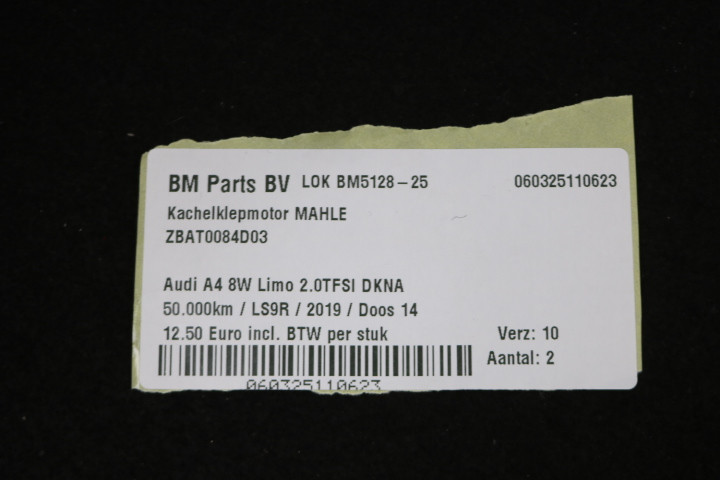 BM Parts BV LOK BM5128-25 060325110623
Kachelklepmotor MAHLE
ZBAT0084D03
Audi A4 8W Limo 2.0TFSI DKNA
50.000km / LS9R / 2019 / Doos 14
12.50 Euro incl. BTW per stuk Verz: 10
Aantal: 2
060325110623